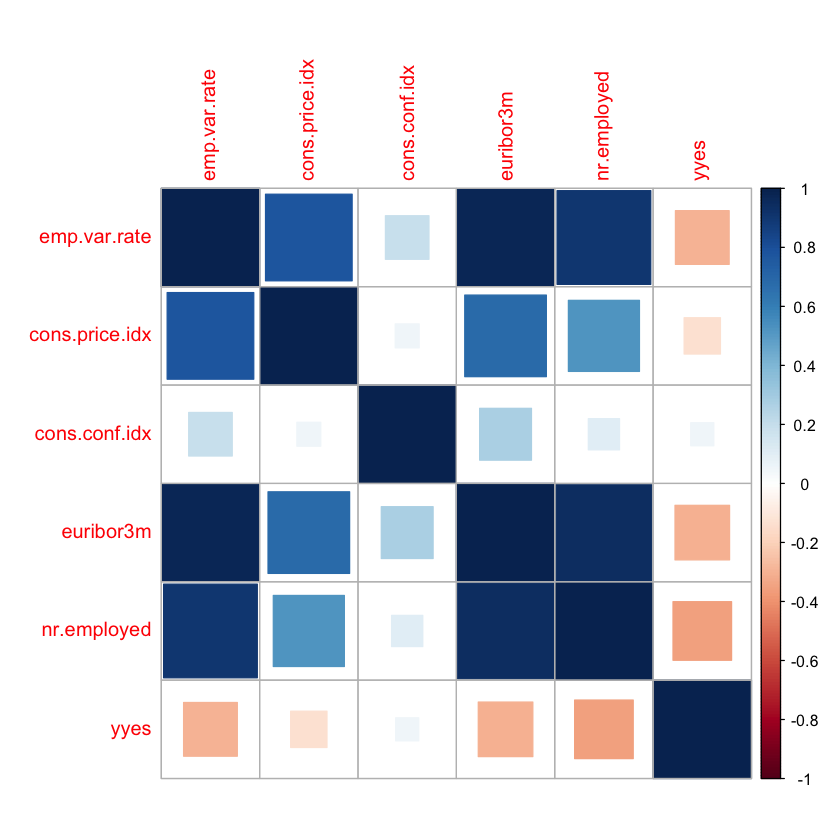 emp.var.rate
cons.price.idx
cons.conf.idx
euribor3m
nr.employed
yyes
emp.var.rate
cons.price.idx
cons.conf.idx
euribor3m
nr.employed
yyes
1
0.8
0.6
0.4
0.2
0
-0.2
-0.4
-0.6
-0.8
-1